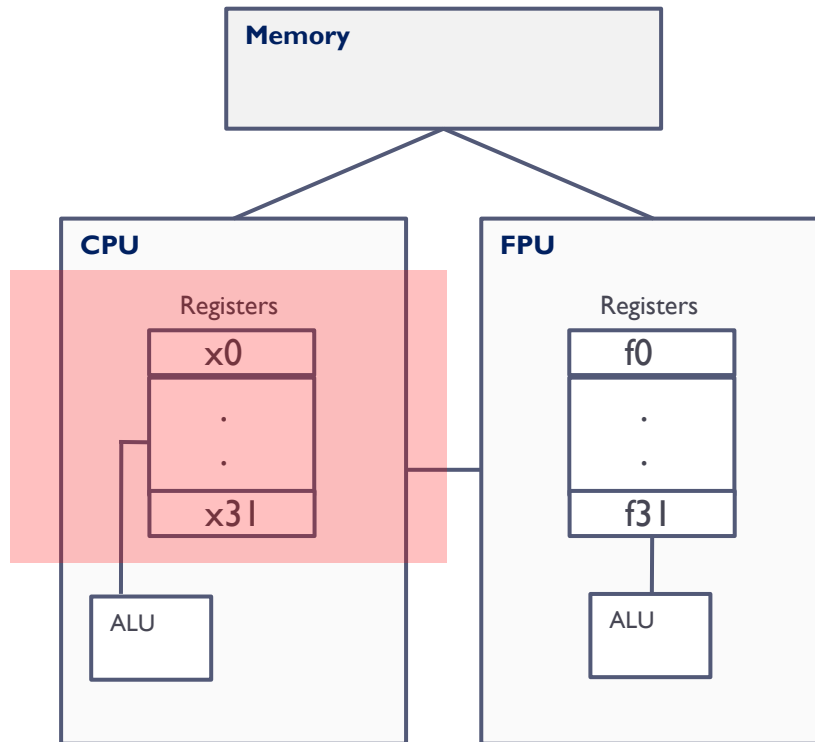 Memory
CPU
Registers
x0
.
.
x31
ALU
FPU
Registers
f0
.
.
f31
ALU